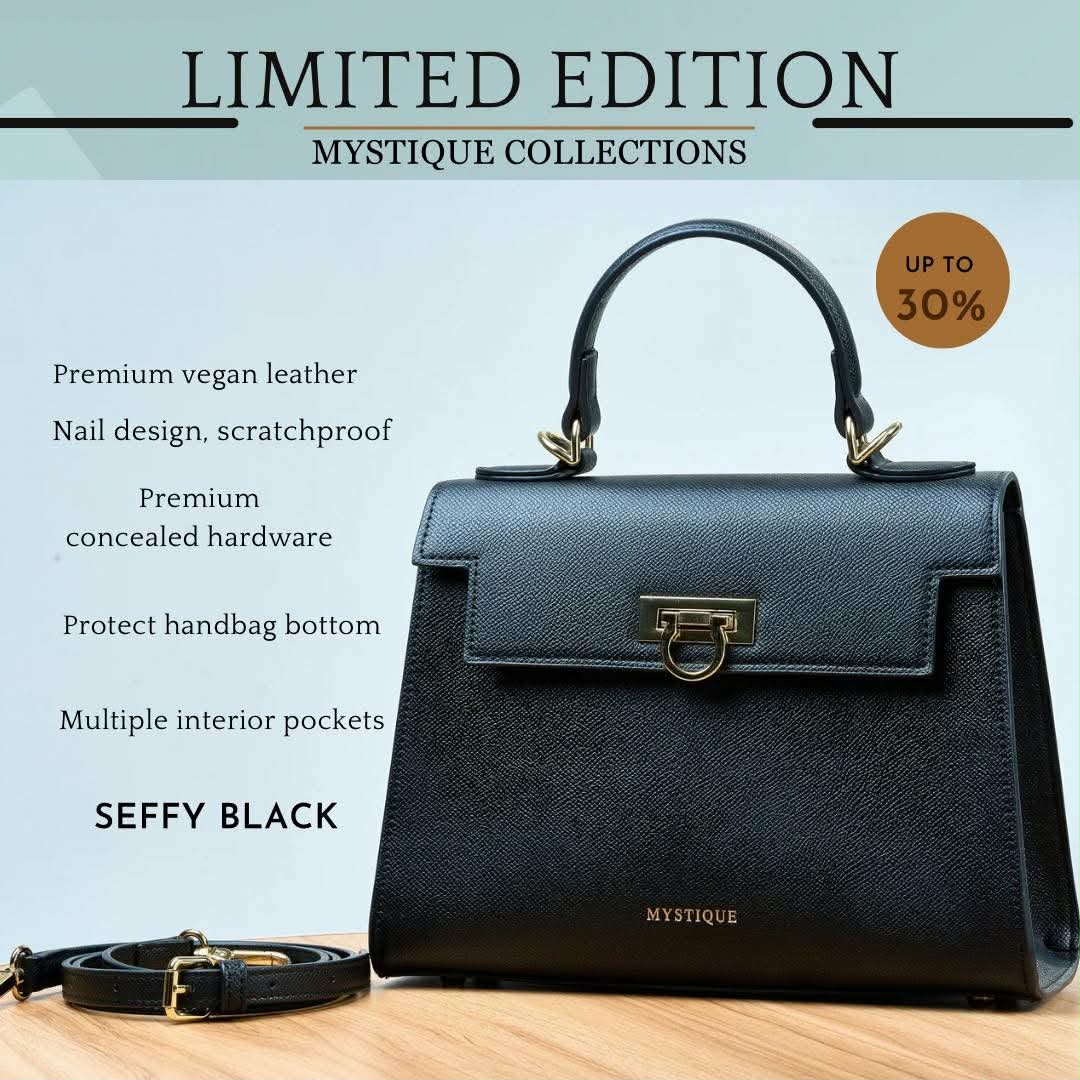 LIMITED EDITION
MYSTIQUE COLLECTIONS
UP TO
30%
Premium vegan leather
Nail design, scratchproof
Premium
concealed hardware
Protect handbag bottom
Multiple interior pockets
SEFFY BLACK
MYSTIQUE